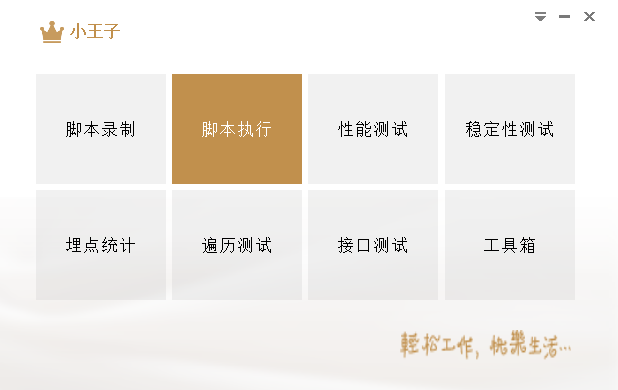 小王子
脚本录制 脚本执行 性能测试 稳定性测试
埋点统计 遍历测试 接口测试 工具箱
輕松工作，快樂生活…